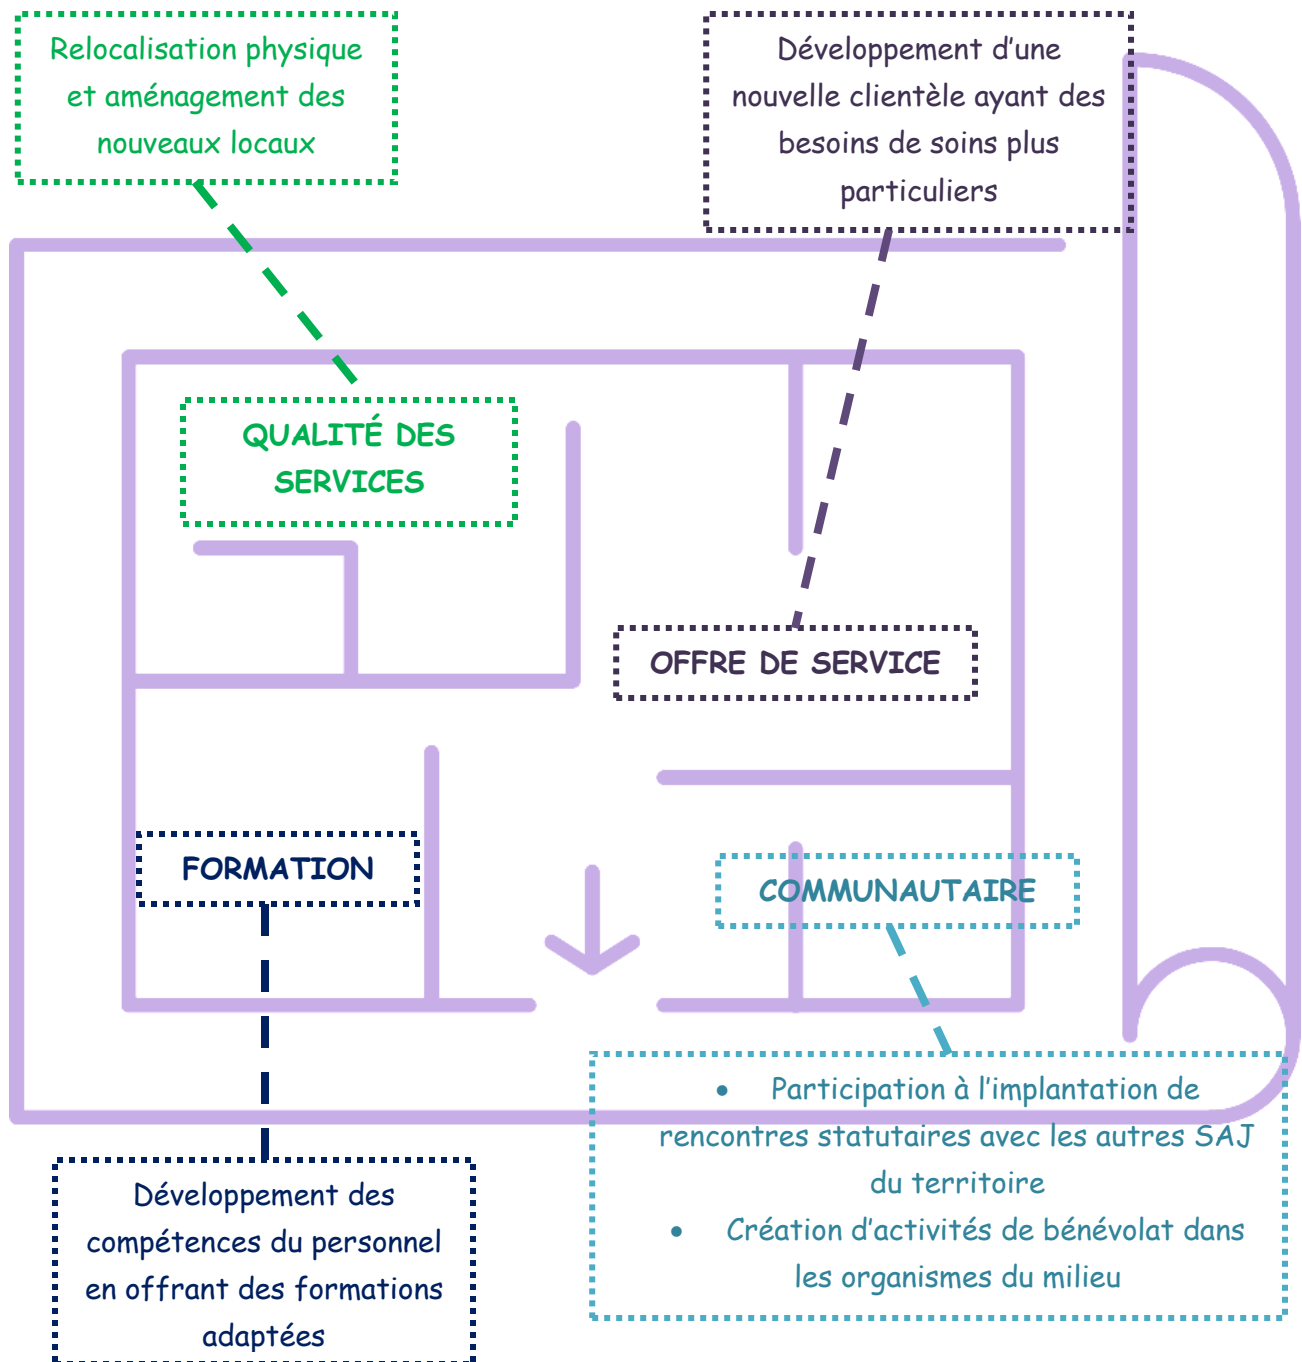 Relocalisation physique
et aménagement des
nouveaux locaux
Développement d’une
nouvelle clientèle ayant des
besoins de soins plus
particuliers
QUALITÉ DES
SERVICES
OFFRE DE SERVICE
FORMATION
COMMUNAUTAIRE
• Participation à l’implantation de
rencontres statutaires avec les autres SAJ
du territoire
• Création d’activités de bénévolat dans
les organismes du milieu
Développement des
compétences du personnel
en offrant des formations
adaptées